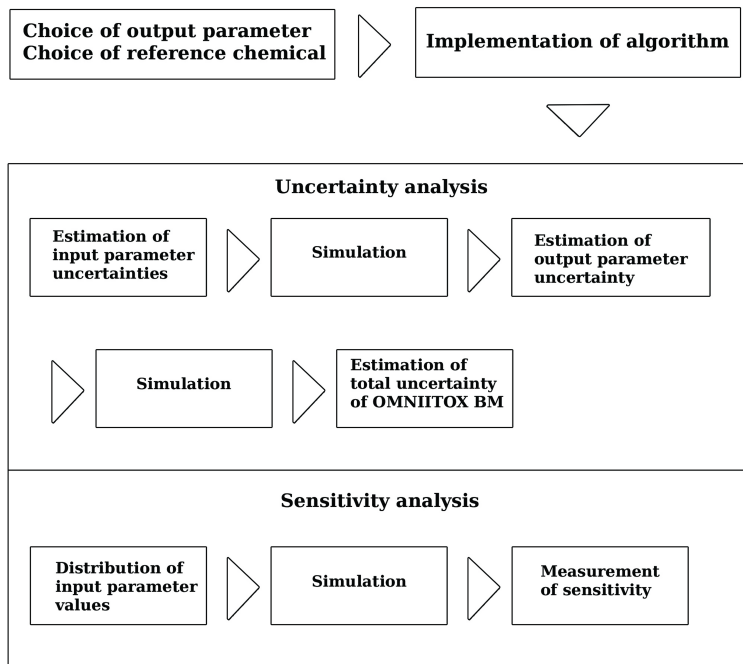 Choice of output parameter
Choice of reference chemical
Implementation of algorithm
Uncertainty analysis
Estimation of
input parameter
uncertainties
Simulation
Estimation of
output parameter
uncertainty
Simulation
Estimation of
total uncertainty
of OMNIITOX BM
Sensitivity analysis
Distribution of
input parameter
values
Simulation
Measurement
of sensitivity